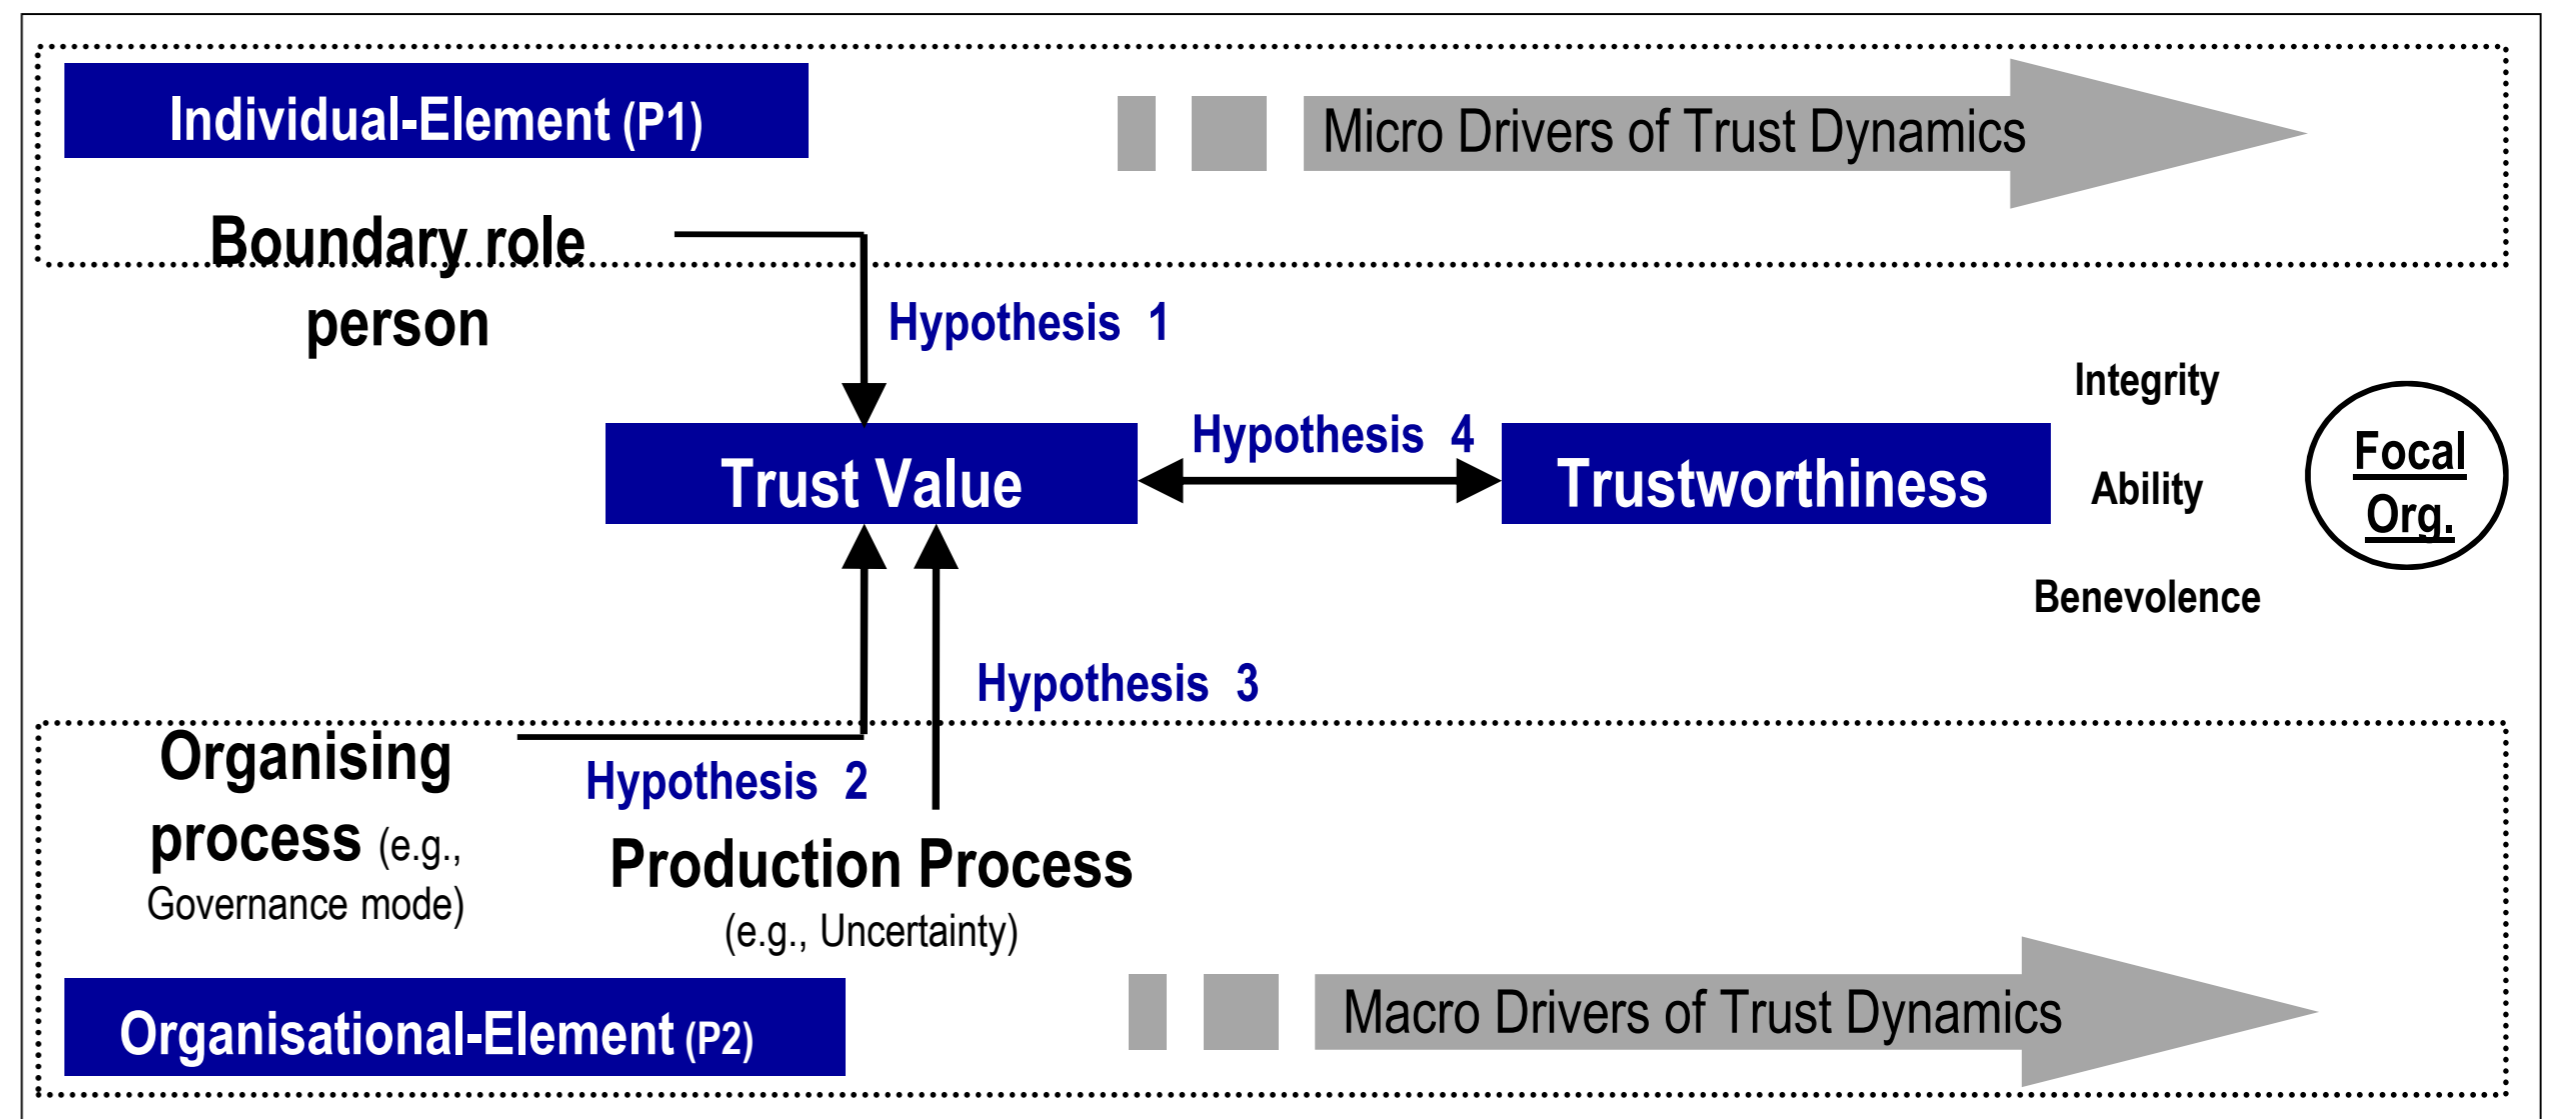 Individual-Element (P1)
Micro Drivers of Trust Dynamics
Boundary role
person
Hypothesis 1
Integrity
Hypothesis 4
Trust Value
Trustworthiness
Ability
Focal
Org.
Benevolence
Hypothesis 3
Organising
process (e.g.,
Governance mode)
Hypothesis 2
Production Process
(e.g., Uncertainty)
Organisational-Element (P2)
Macro Drivers of Trust Dynamics